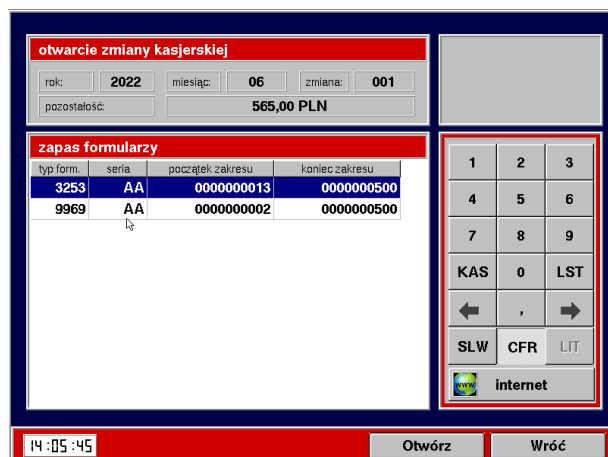 otwarcie zmiany kasjerskiej
rok: 2022 miesiąc: 06 zmiana: 001
pozostałość: 565,00 PLN
zapas formularzy
typ form. seria początek zakresu koniec zakresu
3253 AA 0000000013 0000000500
9969 AA 0000000002 0000000500
1 2 3
4 5 6
7 8 9
KAS 0 LST
,
SLW CFR LIT
www internet
14:05:45 Otwórz Wróć